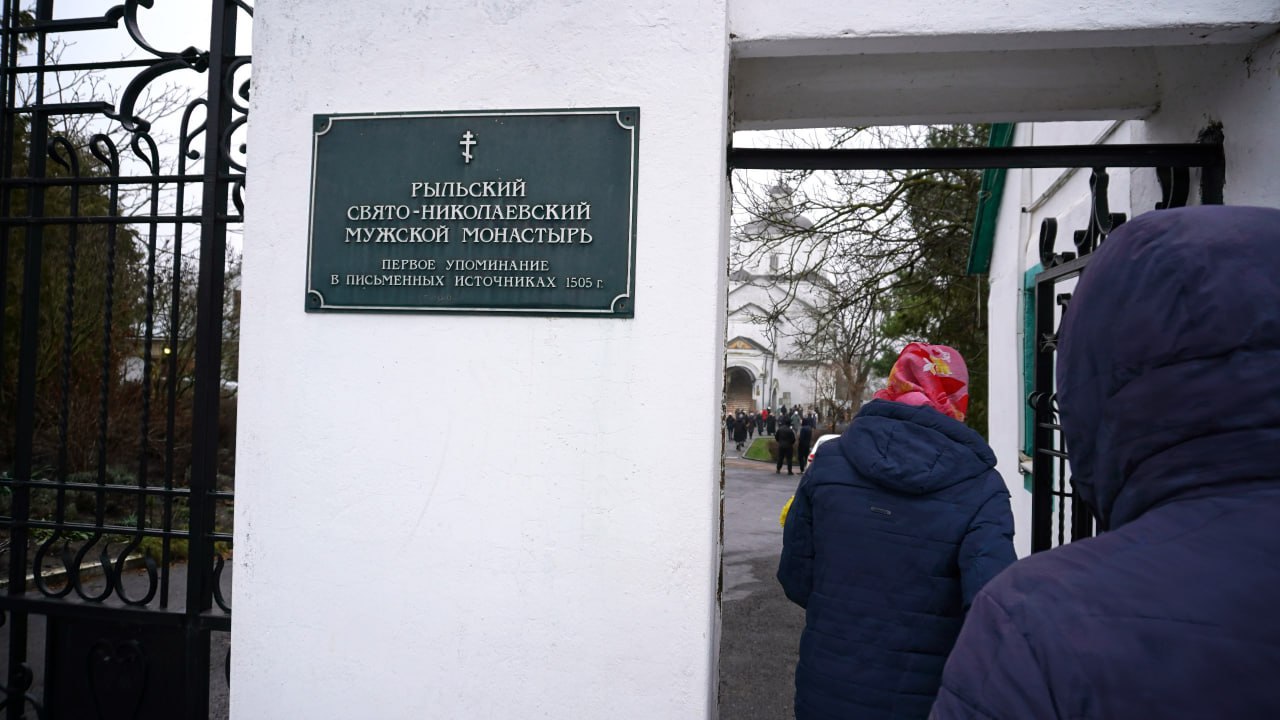 РЫЛЬСКИЙ
СВЯТО-НИКОЛАЕВСКИЙ
МУЖСКОЙ МОНАСТЫРЬ
ПЕРВОЕ УПОМИНАНИЕ
В ПИСЬМЕННЫХ ИСТОЧНИКАХ 1505 г.